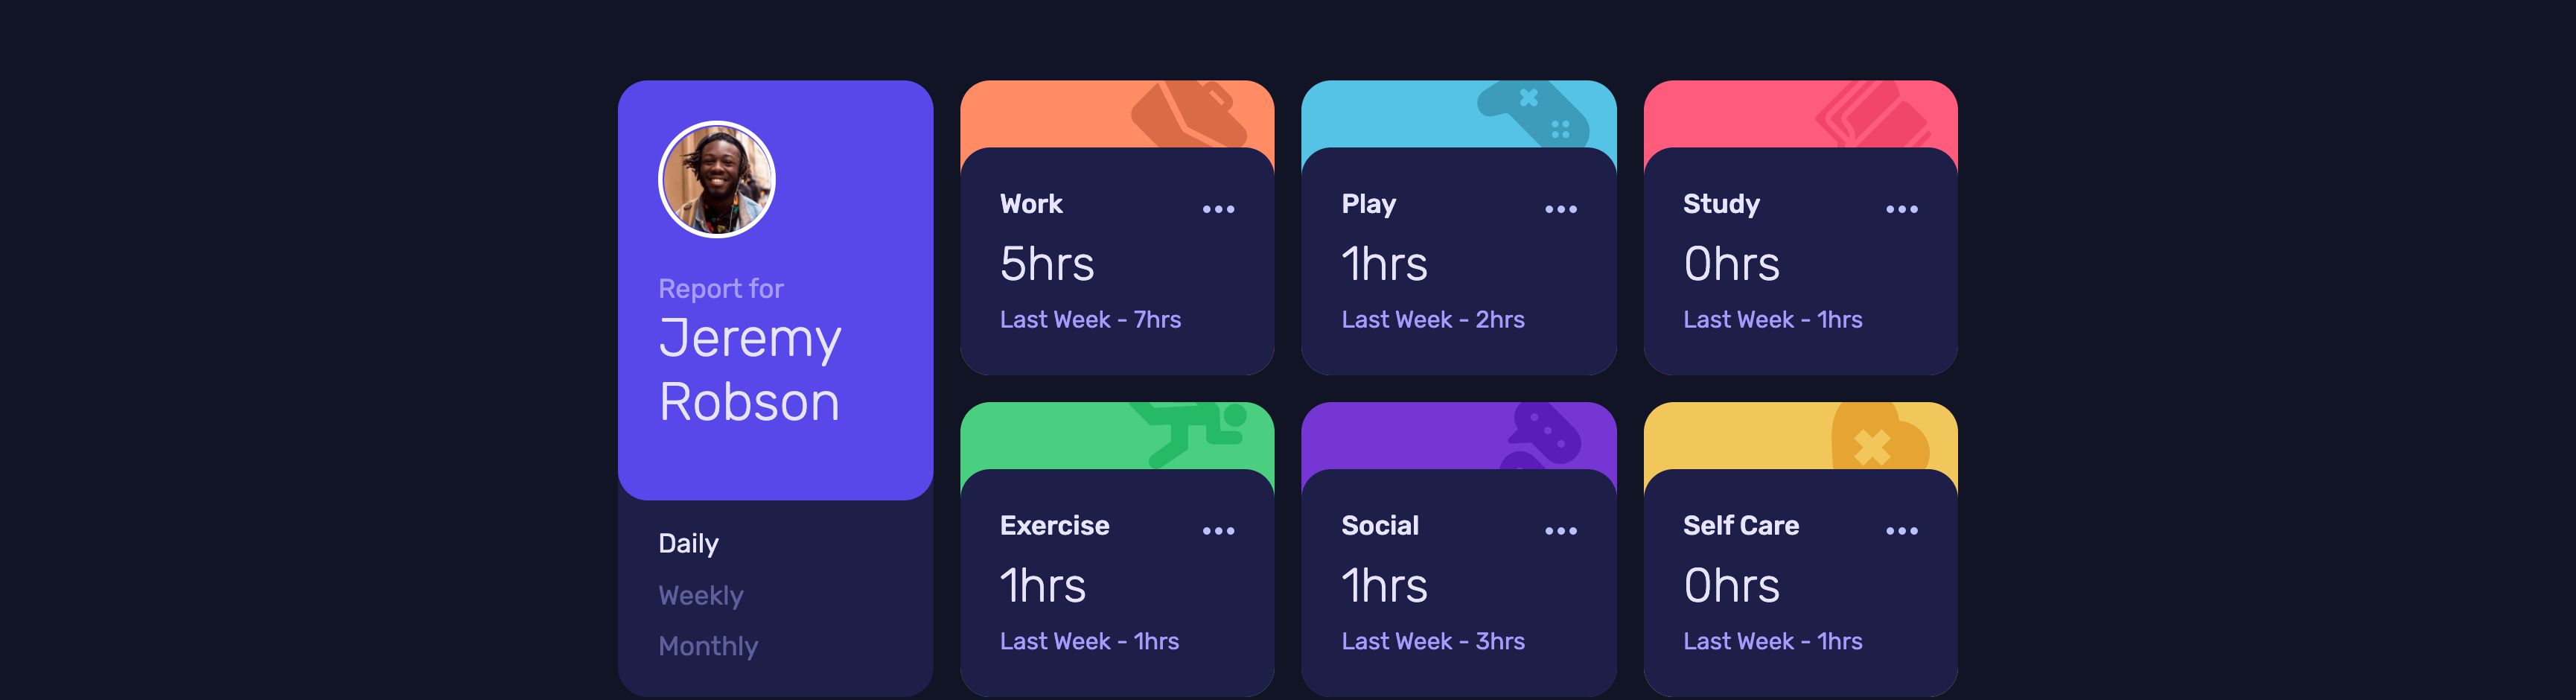 Report for
Jeremy
Robson
Daily
Weekly
Monthly
Work
5hrs
Last Week - 7hrs
Play
1hrs
Last Week - 2hrs
Study
0hrs
Last Week - 1hrs
Exercise
1hrs
Last Week - 1hrs
Social
1hrs
Last Week - 3hrs
Self Care
0hrs
Last Week - 1hrs